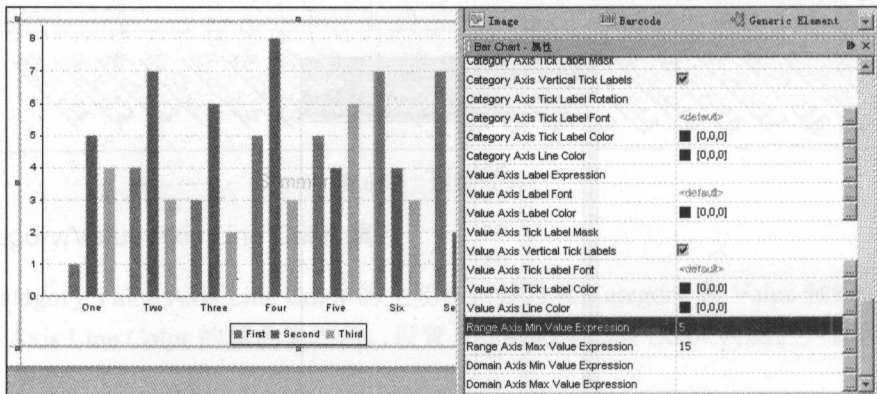 Image Barcode Generic Element
Bar Chart - 属性
Category Axis Tick Label Mask
Category Axis Vertical Tick Labels
Category Axis Tick Label Rotation
Category Axis Tick Label Font <default>
Category Axis Tick Label Color [0,0,0]
Category Axis Line Color [0,0,0]
Value Axis Label Expression
Value Axis Label Font <default>
Value Axis Label Color [0,0,0]
Value Axis Tick Label Mask
Value Axis Vertical Tick Labels
Value Axis Tick Label Font <default>
Value Axis Tick Label Color [0,0,0]
Value Axis Line Color [0,0,0]
Range Axis Min Value Expression 5
Range Axis Max Value Expression 15
Domain Axis Min Value Expression
Domain Axis Max Value Expression
8
7
6
5
4
3
2
1
0
One Two Three Four Five Six Se
First Second Third